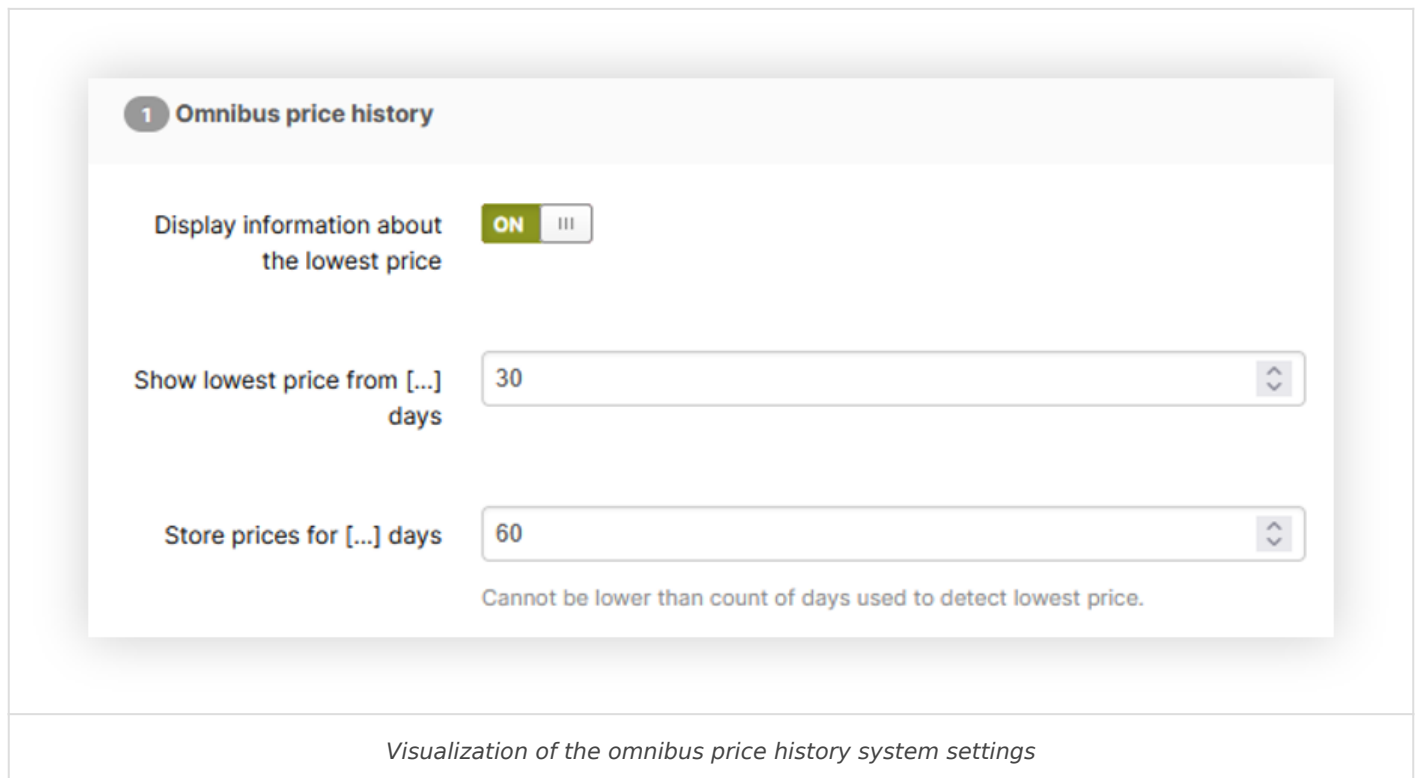 1 Omnibus price history
Display information about
the lowest price
ON
Show lowest price from [...]
days
30
Store prices for [...] days
60
Cannot be lower than count of days used to detect lowest price.
Visualization of the omnibus price history system settings